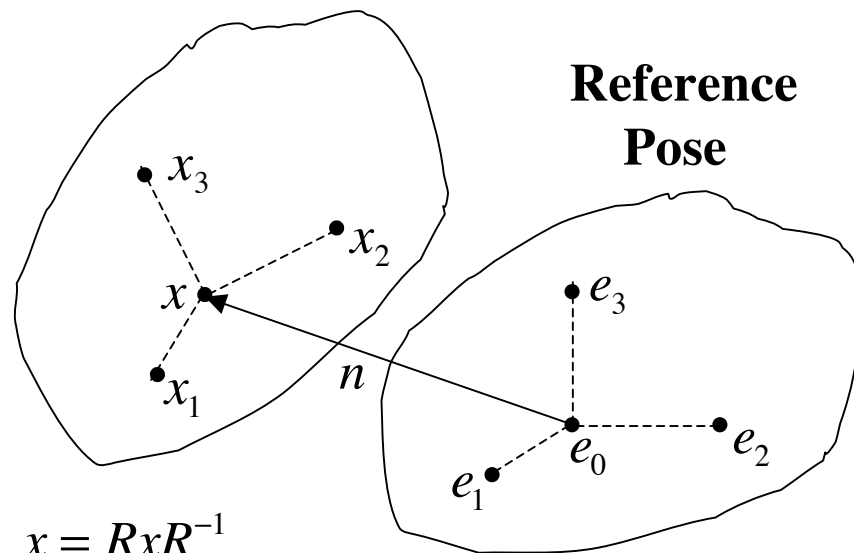 Reference
Pose
x₃
x₂
x
e₃
n
x₁
e₀
e₂
e₁
x = RxR⁻¹